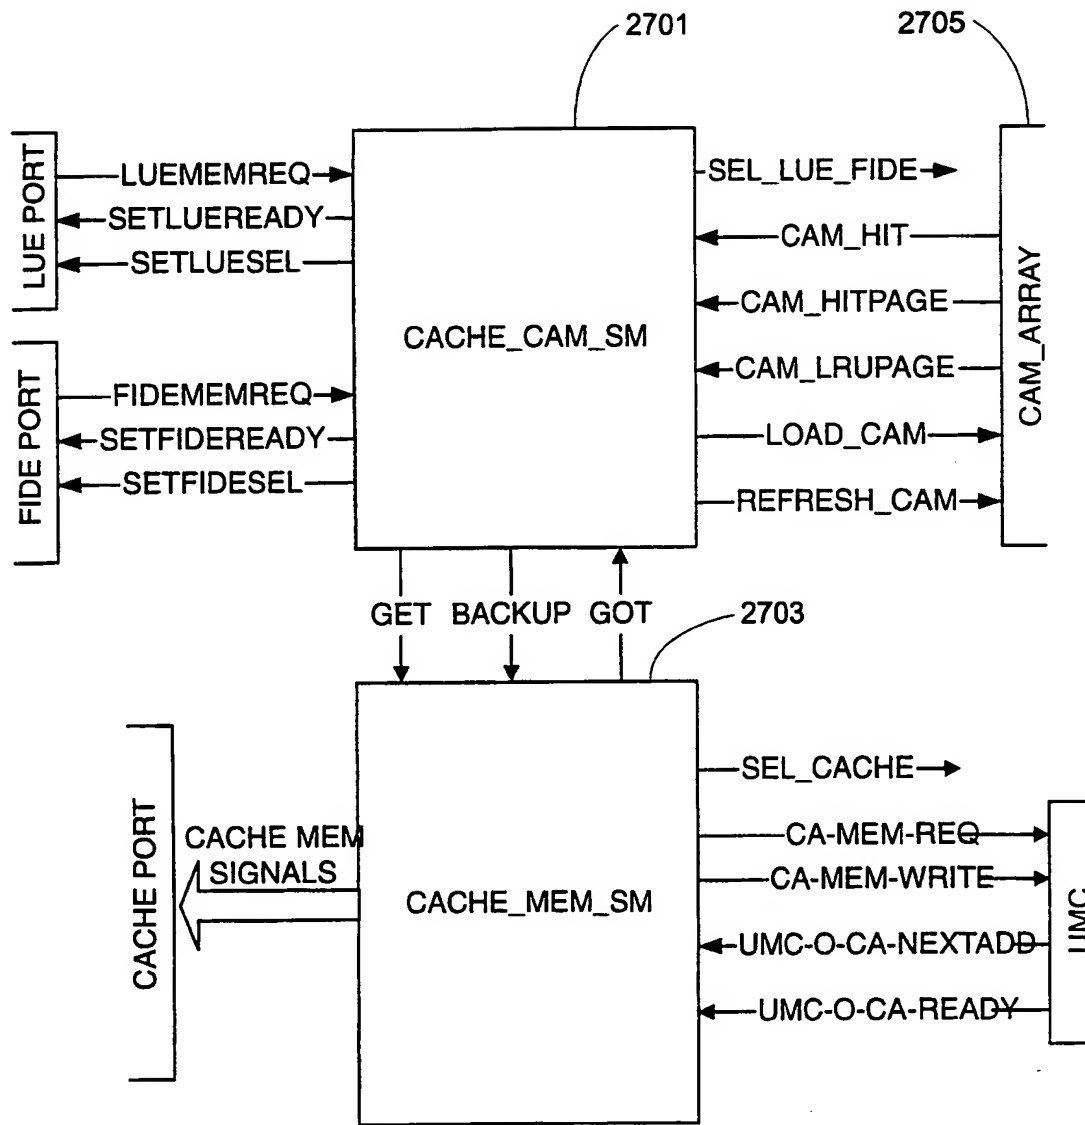 2701
2705
LUE PORT
LUEMEMREQ
SETLUEREADY
SETLUESEL
FIDE PORT
FIDEMEMREQ
SETFIDEREADY
SETFIDESEL
CACHE_CAM_SM
SEL_LUE_FIDE
CAM_HIT
CAM_HITPAGE
CAM_LRUPAGE
LOAD_CAM
REFRESH_CAM
CAM_ARRAY
GET
BACKUP
GOT
2703
CACHE PORT
CACHE MEM
SIGNALS
CACHE_MEM_SM
SEL_CACHE
CA-MEM-REQ
CA-MEM-WRITE
UMC-O-CA-NEXTADD
UMC-O-CA-READY
UMC